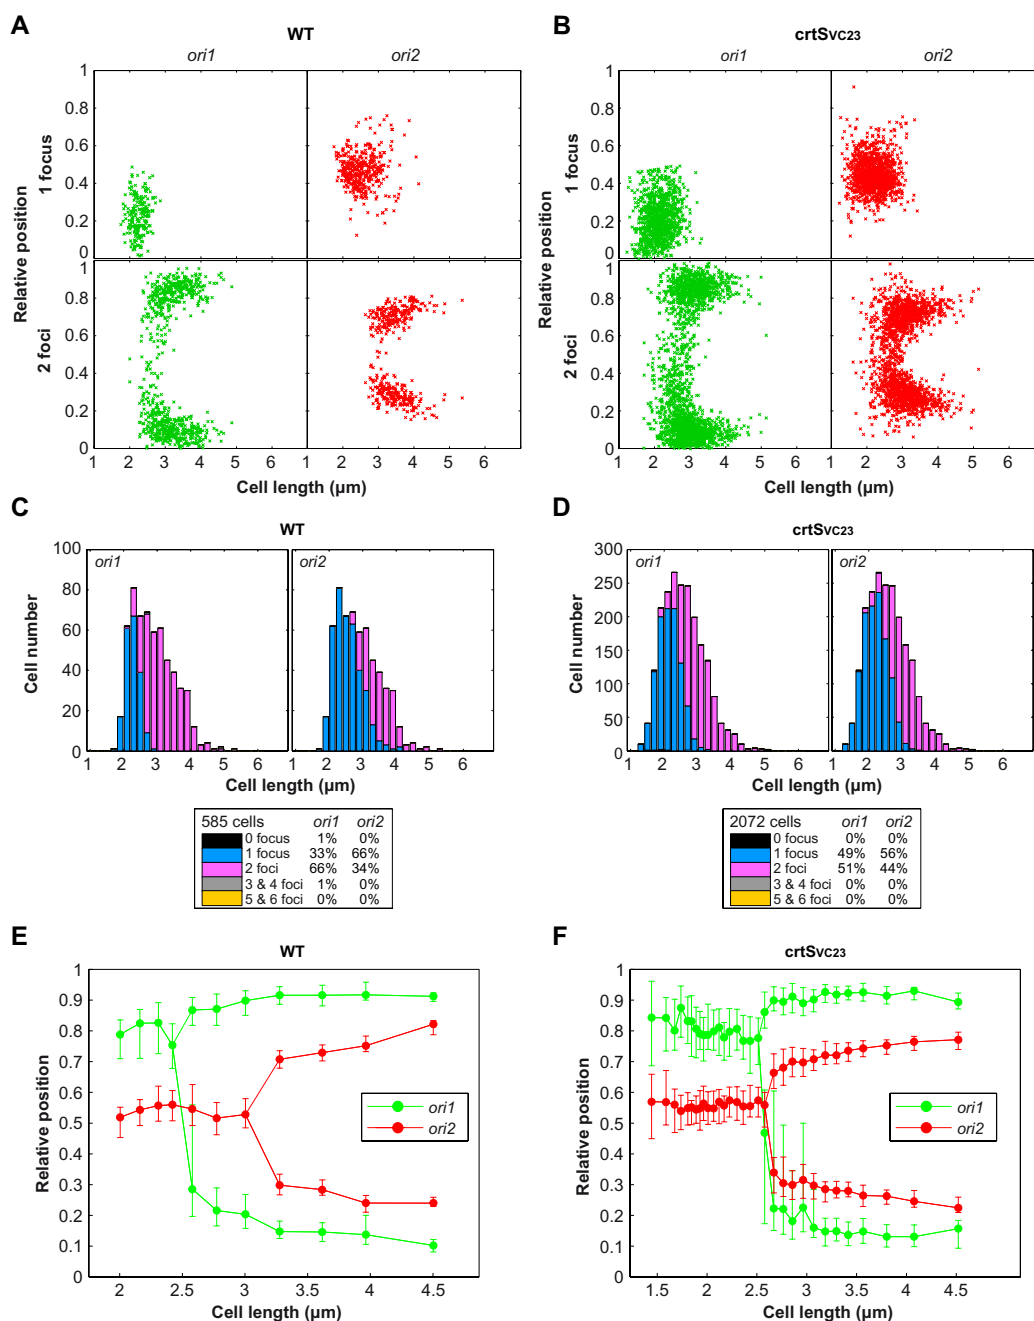 A
WT
ori1 ori2
B
crtSVC23
ori1 ori2
Relative position
1 focus
2 foci
1
0.8
0.6
0.4
0.2
0
1
0.8
0.6
0.4
0.2
0
1 2 3 4 5 6 1 2 3 4 5 6
Cell length (μm)
Relative position
1 focus
2 foci
1
0.8
0.6
0.4
0.2
0
1
0.8
0.6
0.4
0.2
0
1 2 3 4 5 6 1 2 3 4 5 6
Cell length (μm)
C
WT
ori1 ori2
Cell number
100
80
60
40
20
0
1 2 3 4 5 6 1 2 3 4 5 6
Cell length (μm)
D
crtSVC23
ori1 ori2
Cell number
300
250
200
150
100
50
0
1 2 3 4 5 6 1 2 3 4 5 6
Cell length (μm)
585 cells ori1 ori2
0 focus 1% 0%
1 focus 33% 66%
2 foci 66% 34%
3 & 4 foci 1% 0%
5 & 6 foci 0% 0%
2072 cells ori1 ori2
0 focus 0% 0%
1 focus 49% 56%
2 foci 51% 44%
3 & 4 foci 0% 0%
5 & 6 foci 0% 0%
E
WT
Relative position
1
0.9
0.8
0.7
0.6
0.5
0.4
0.3
0.2
0.1
0
ori1
ori2
2 2.5 3 3.5 4 4.5
Cell length (μm)
F
crtSVC23
Relative position
1
0.9
0.8
0.7
0.6
0.5
0.4
0.3
0.2
0.1
0
ori1
ori2
1.5 2 2.5 3 3.5 4 4.5
Cell length (μm)